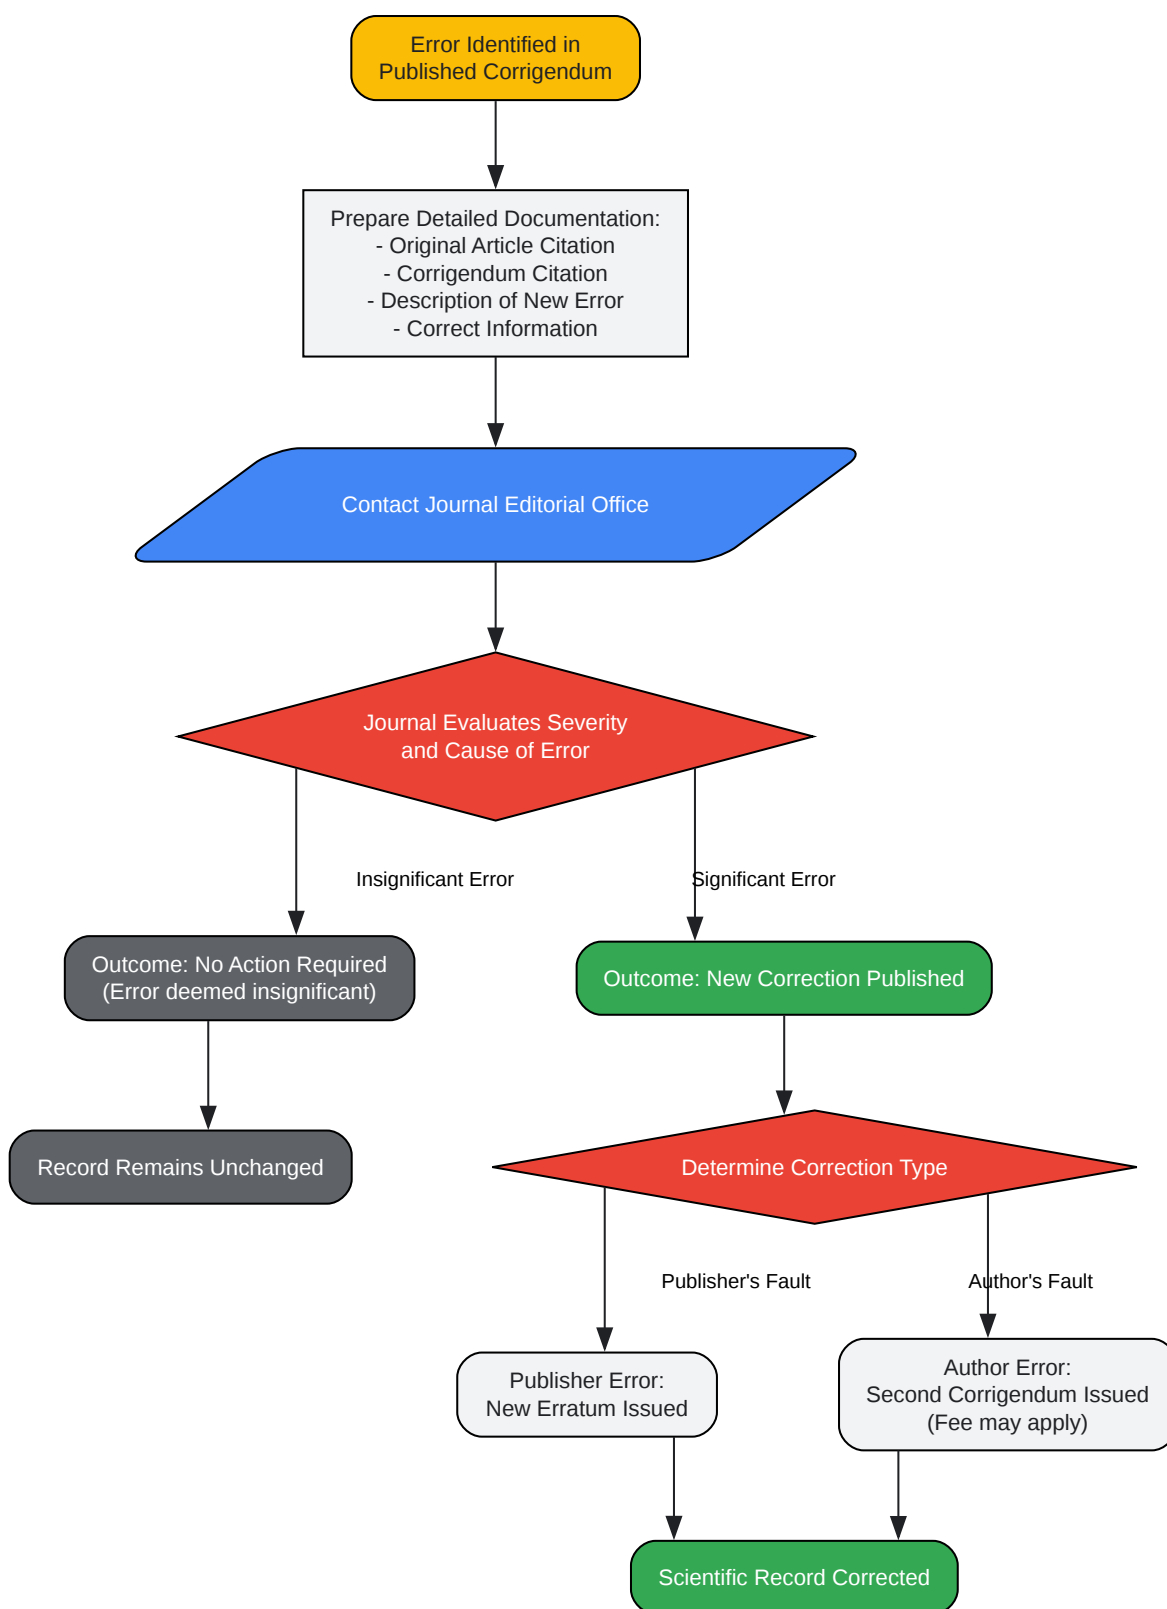 Error Identified in
Published Corrigendum
Prepare Detailed Documentation:
- Original Article Citation
- Corrigendum Citation
- Description of New Error
- Correct Information
Contact Journal Editorial Office
Journal Evaluates Severity
and Cause of Error
Insignificant Error
Significant Error
Outcome: No Action Required
(Error deemed insignificant)
Outcome: New Correction Published
Record Remains Unchanged
Determine Correction Type
Publisher's Fault
Author's Fault
Publisher Error:
New Erratum Issued
Author Error:
Second Corrigendum Issued
(Fee may apply)
Scientific Record Corrected